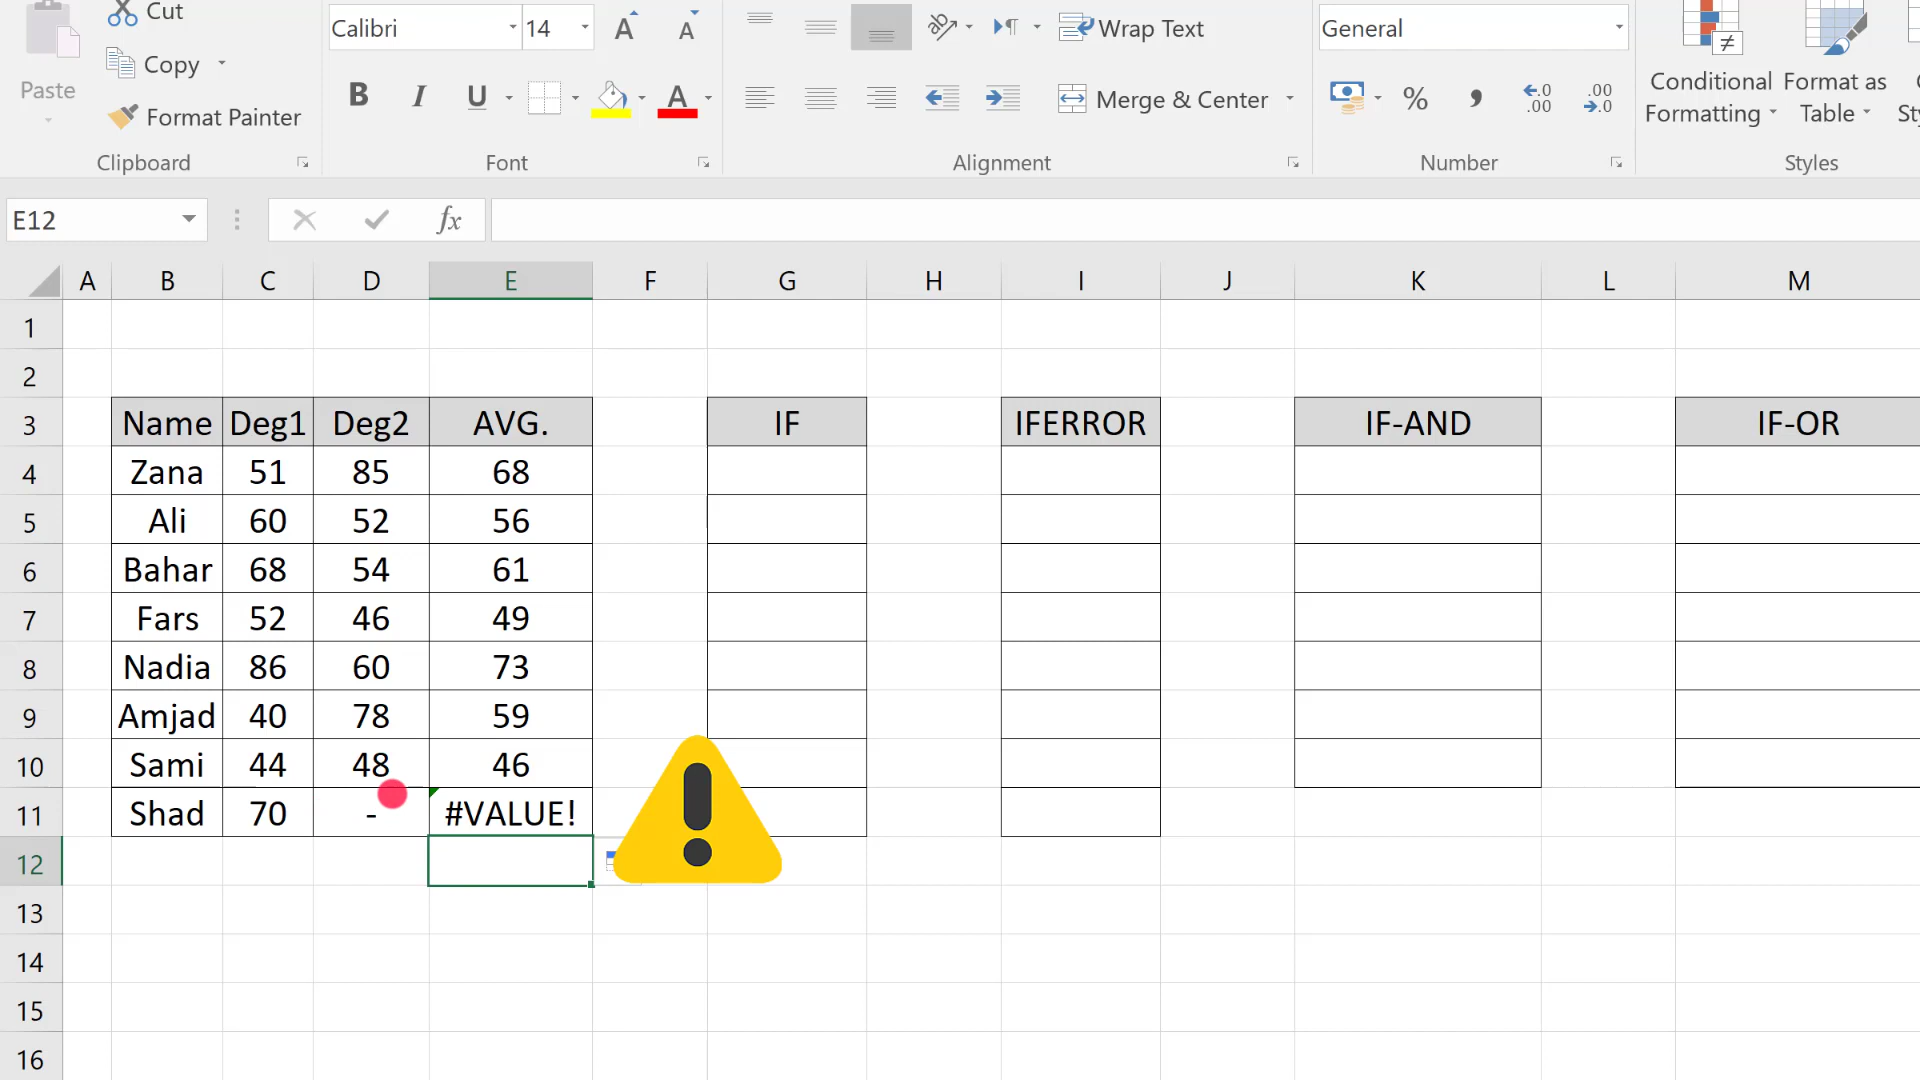 Cut
Calibri 14 Wrap Text General
Paste Copy B I U A % , Conditional Format as
Format Painter Merge & Center Formatting Table
Clipboard Font Alignment Number Styles
E12 fx
A B C D E F G H I J K L M
1
2
3 Name Deg1 Deg2 AVG. IF IFERROR IF-AND IF-OR
4 Zana 51 85 68
5 Ali 60 52 56
6 Bahar 68 54 61
7 Fars 52 46 49
8 Nadia 86 60 73
9 Amjad 40 78 59
10 Sami 44 48 46
11 Shad 70 - #VALUE!
12
13
14
15
16